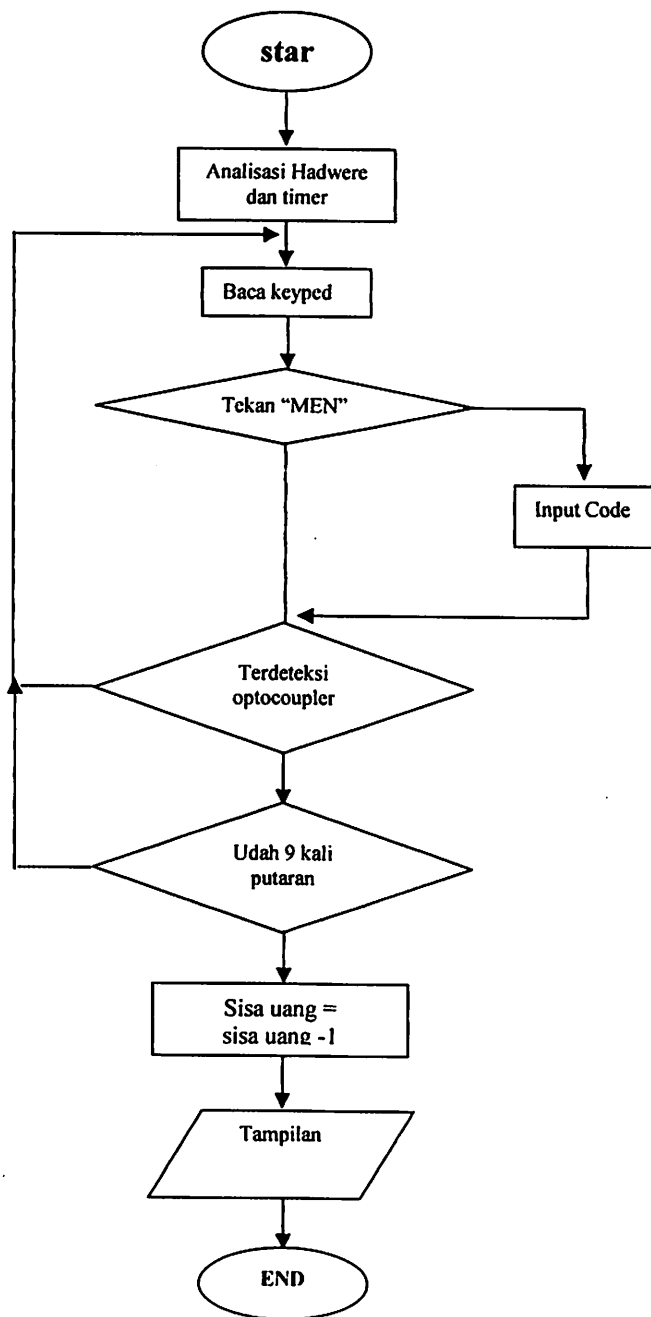 star
Analisasi Hadwere
dan timer
Baca keyped
Tekan “MEN”
Input Code
Terdeteksi
optocoupler
Udah 9 kali
putaran
Sisa uang =
sisa uang -1
Tampilan
END